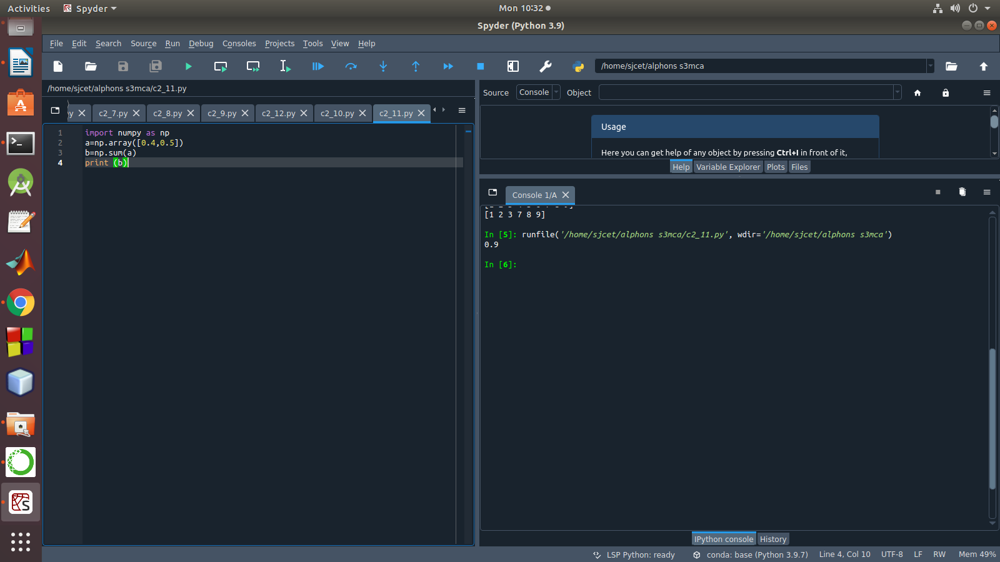 Activities Spyder Mon 10:32
Spyder (Python 3.9)
File Edit Search Source Run Debug Consoles Projects Tools View Help
/home/sjcet/alphons s3mca
/home/sjcet/alphons s3mca/c2_11.py
y c2_7.py c2_8.py c2_9.py c2_12.py c2_10.py c2_11.py
1 import numpy as np
2 a=np.array([0.4,0.5])
3 b=np.sum(a)
4 print (b)
Source Console Object
Usage
Here you can get help of any object by pressing Ctrl+I in front of it,
Help Variable Explorer Plots Files
Console 1/A
[1 2 3 7 8 9]
In [5]: runfile('/home/sjcet/alphons s3mca/c2_11.py', wdir='/home/sjcet/alphons s3mca')
0.9
In [6]:
IPython console History
LSP Python: ready conda: base (Python 3.9.7) Line 4, Col 10 UTF-8 LF RW Mem 49%